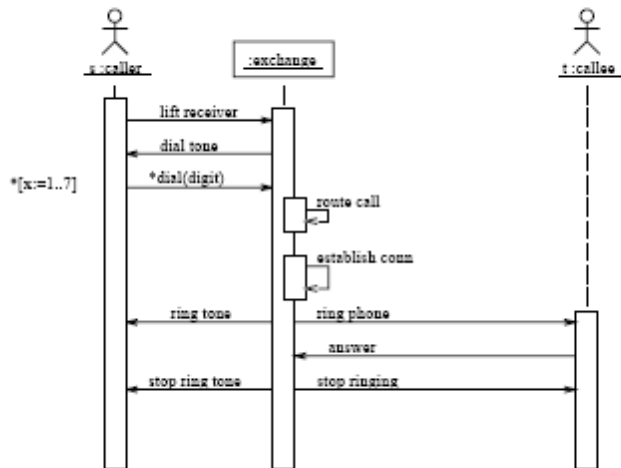 s :caller
:exchange
t :callee
lift receiver
dial tone
*[x:=1..7]
*dial(digit)
route call
establish conn
ring tone
ring phone
answer
stop ring tone
stop ringing